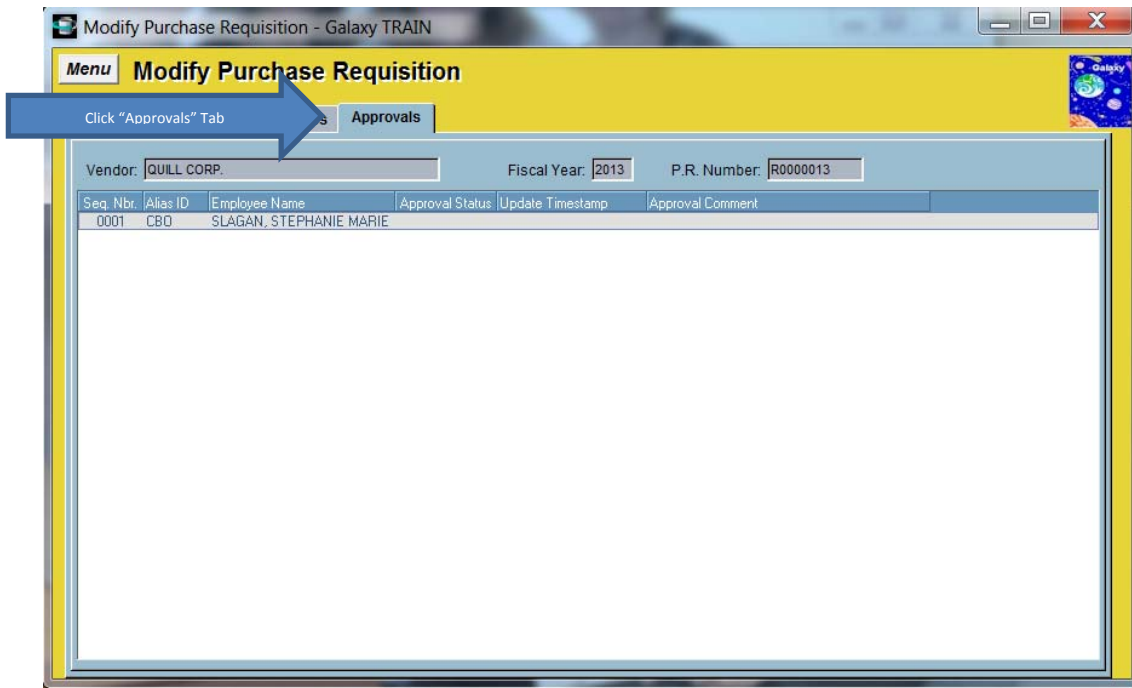 Modify Purchase Requisition - Galaxy TRAIN
Menu Modify Purchase Requisition
Galaxy
Click “Approvals” Tab s Approvals
Vendor: QUILL CORP. Fiscal Year: 2013 P.R. Number: R0000013
Seq. Nbr. Alias ID Employee Name Approval Status Update Timestamp Approval Comment
0001 CBO SLAGAN, STEPHANIE MARIE